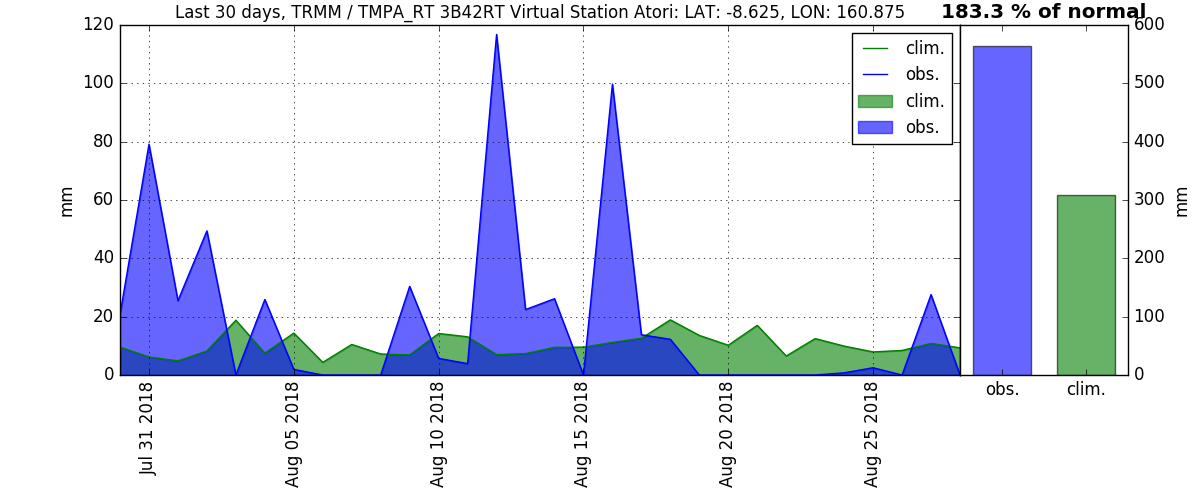 Last 30 days, TRMM / TMPA_RT 3B42RT Virtual Station Atori: LAT: -8.625, LON: 160.875
183.3 % of normal
120
100
80
60
40
20
0
mm
clim.
obs.
clim.
obs.
600
500
400
300
200
100
0
mm
Jul 31 2018
Aug 05 2018
Aug 10 2018
Aug 15 2018
Aug 20 2018
Aug 25 2018
obs.
clim.